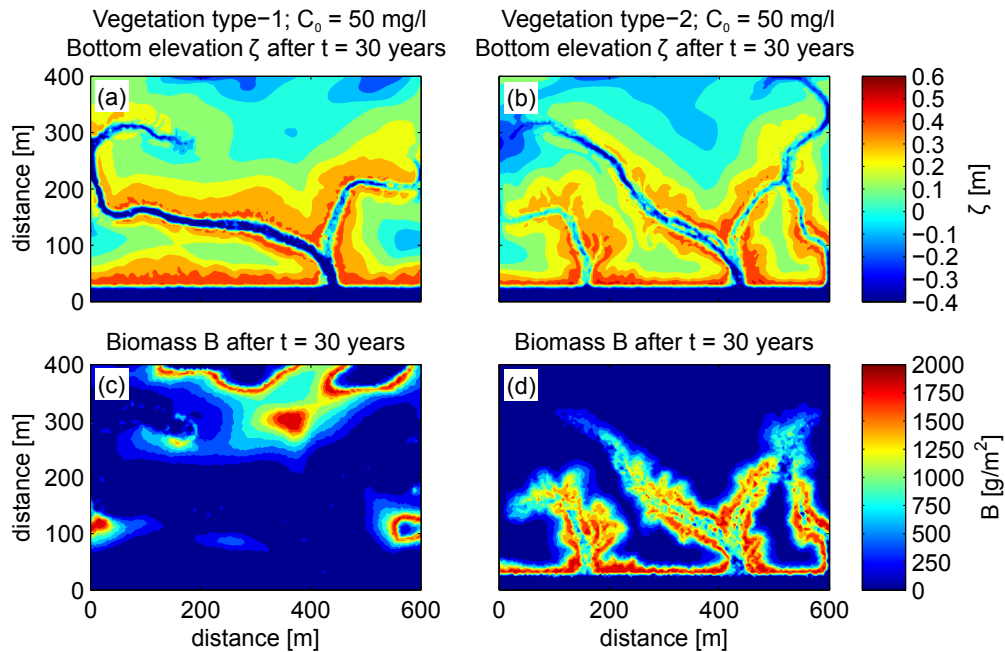 Vegetation type−1; C₀ = 50 mg/l
Bottom elevation ζ after t = 30 years
Vegetation type−2; C₀ = 50 mg/l
Bottom elevation ζ after t = 30 years
(a)
(b)
400
300
200
100
0
distance [m]
0.6
0.5
0.4
0.3
0.2
0.1
0
−0.1
−0.2
−0.3
−0.4
ζ [m]
Biomass B after t = 30 years
Biomass B after t = 30 years
(c)
(d)
400
300
200
100
0
distance [m]
0
200
400
600
distance [m]
0
200
400
600
distance [m]
2000
1750
1500
1250
1000
750
500
250
0
B [g/m²]